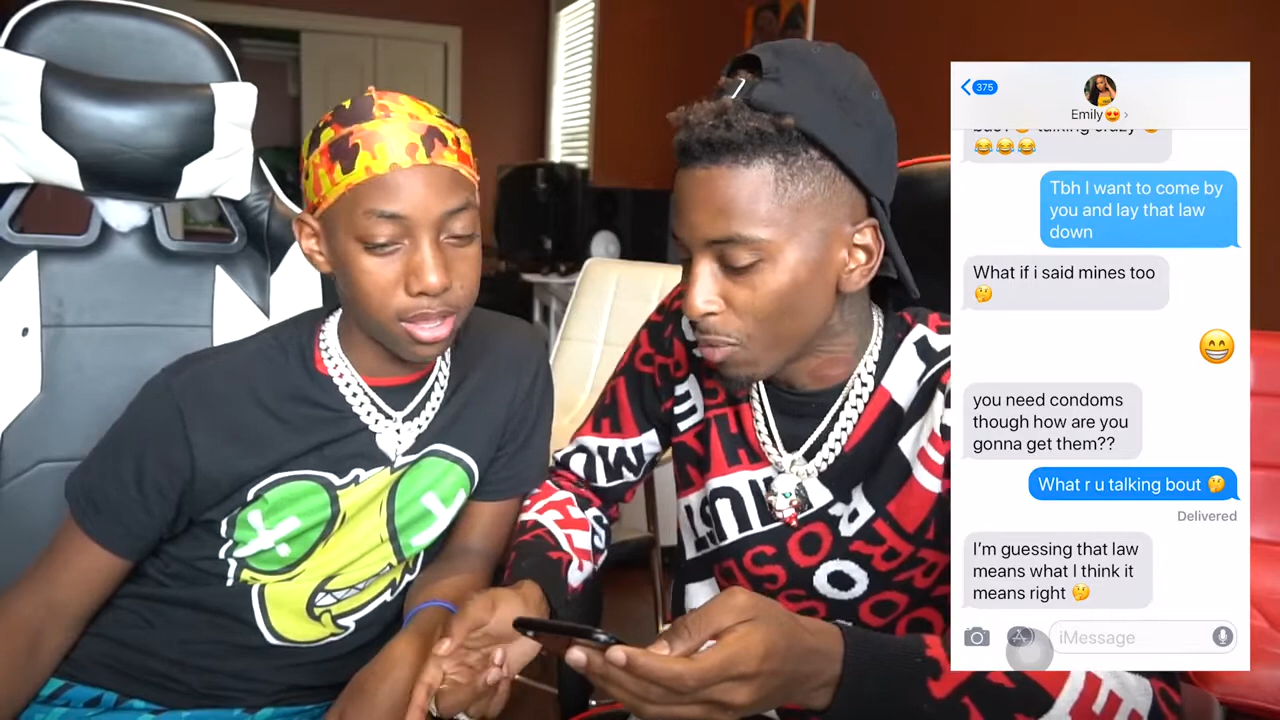 375
Emily😍
talking crazy
😂😂😂
Tbh I want to come by
you and lay that law
down
What if i said mines too
🤔
😁
you need condoms
though how are you
gonna get them??
What r u talking bout 🤔
Delivered
I'm guessing that law
means what I think it
means right 🤔
iMessage